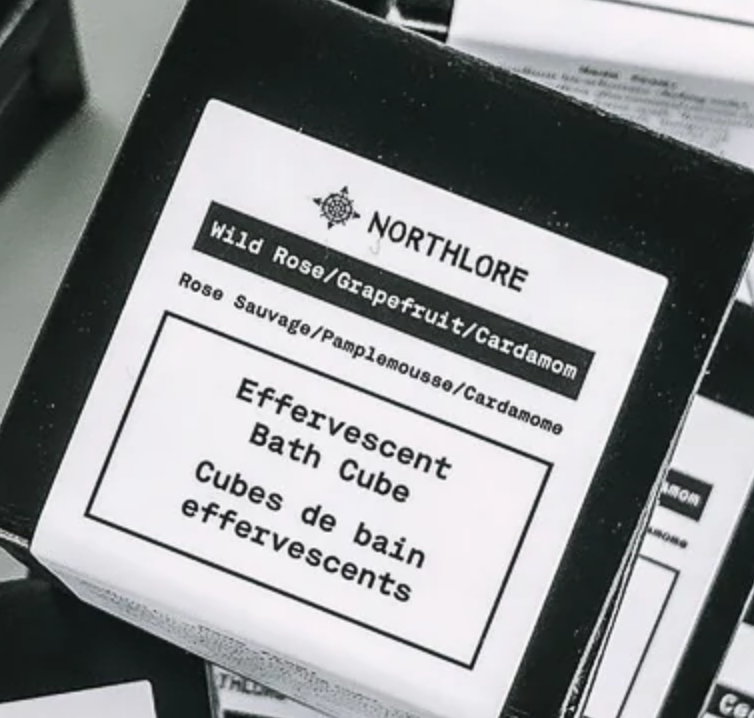 NORTHLORE
Wild Rose/Grapefruit/Cardamom
Rose Sauvage/Pamplemousse/Cardamome
Effervescent
Bath Cube
Cubes de bain
effervescents